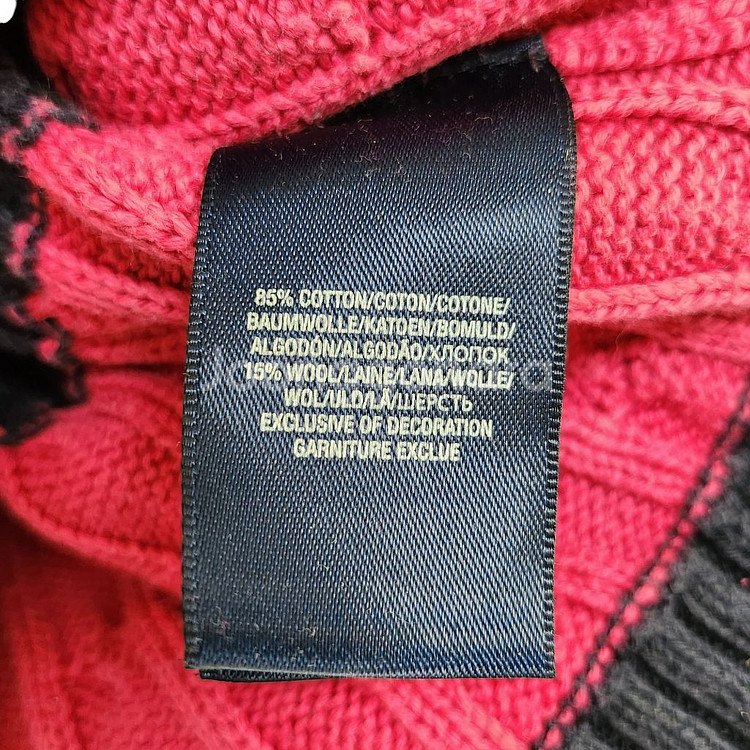 85% COTTON/COTON/COTONE/
BAUMWOLLE/KATOEN/BOMULD/
ALGODÓN/ALGODÃO/ХЛОПОК
15% WOOL/LAINE/LANA/WOLLE/
WOL/ULD/LÃ/ШЕРСТЬ
EXCLUSIVE OF DECORATION
GARNITURE EXCLUE